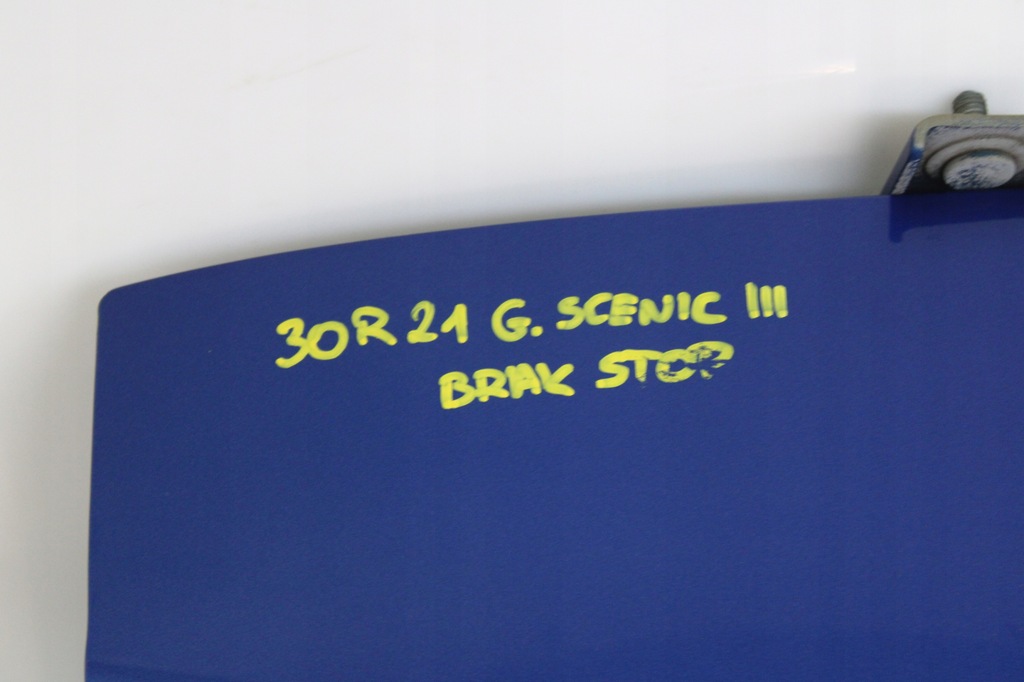 30R 21 G. SCENIC III
BRAK STOP